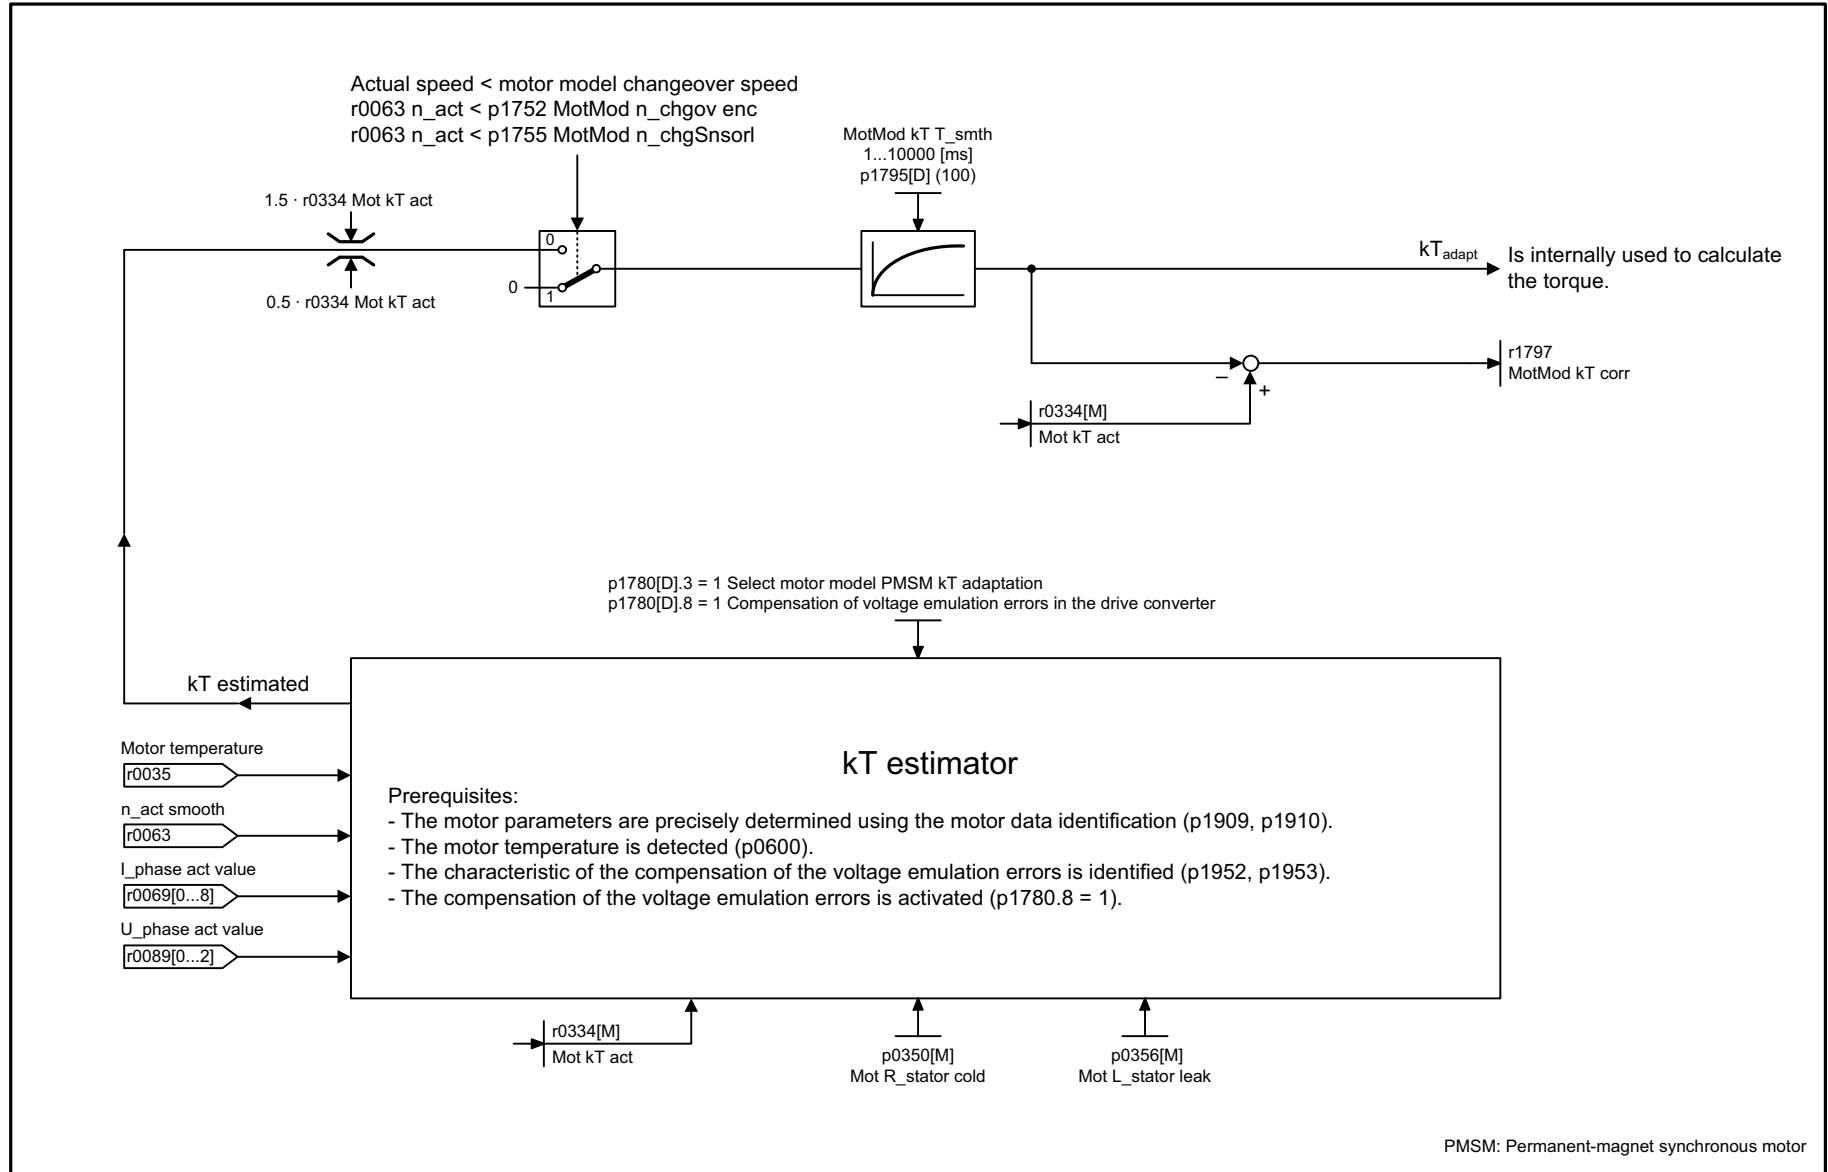 Actual speed < motor model changeover speed
r0063 n_act < p1752 MotMod n_chgov enc
r0063 n_act < p1755 MotMod n_chgSnsorl
MotMod kT T_smth
1...10000 [ms]
p1795[D] (100)
1.5 · r0334 Mot kT act
0.5 · r0334 Mot kT act
0
0
1
kTadapt
Is internally used to calculate
the torque.
r1797
MotMod kT corr
–
+
r0334[M]
Mot kT act
p1780[D].3 = 1 Select motor model PMSM kT adaptation
p1780[D].8 = 1 Compensation of voltage emulation errors in the drive converter
kT estimated
Motor temperature
r0035
n_act smooth
r0063
I_phase act value
r0069[0...8]
U_phase act value
r0089[0...2]
kT estimator
Prerequisites:
- The motor parameters are precisely determined using the motor data identification (p1909, p1910).
- The motor temperature is detected (p0600).
- The characteristic of the compensation of the voltage emulation errors is identified (p1952, p1953).
- The compensation of the voltage emulation errors is activated (p1780.8 = 1).
r0334[M]
Mot kT act
p0350[M]
Mot R_stator cold
p0356[M]
Mot L_stator leak
PMSM: Permanent-magnet synchronous motor